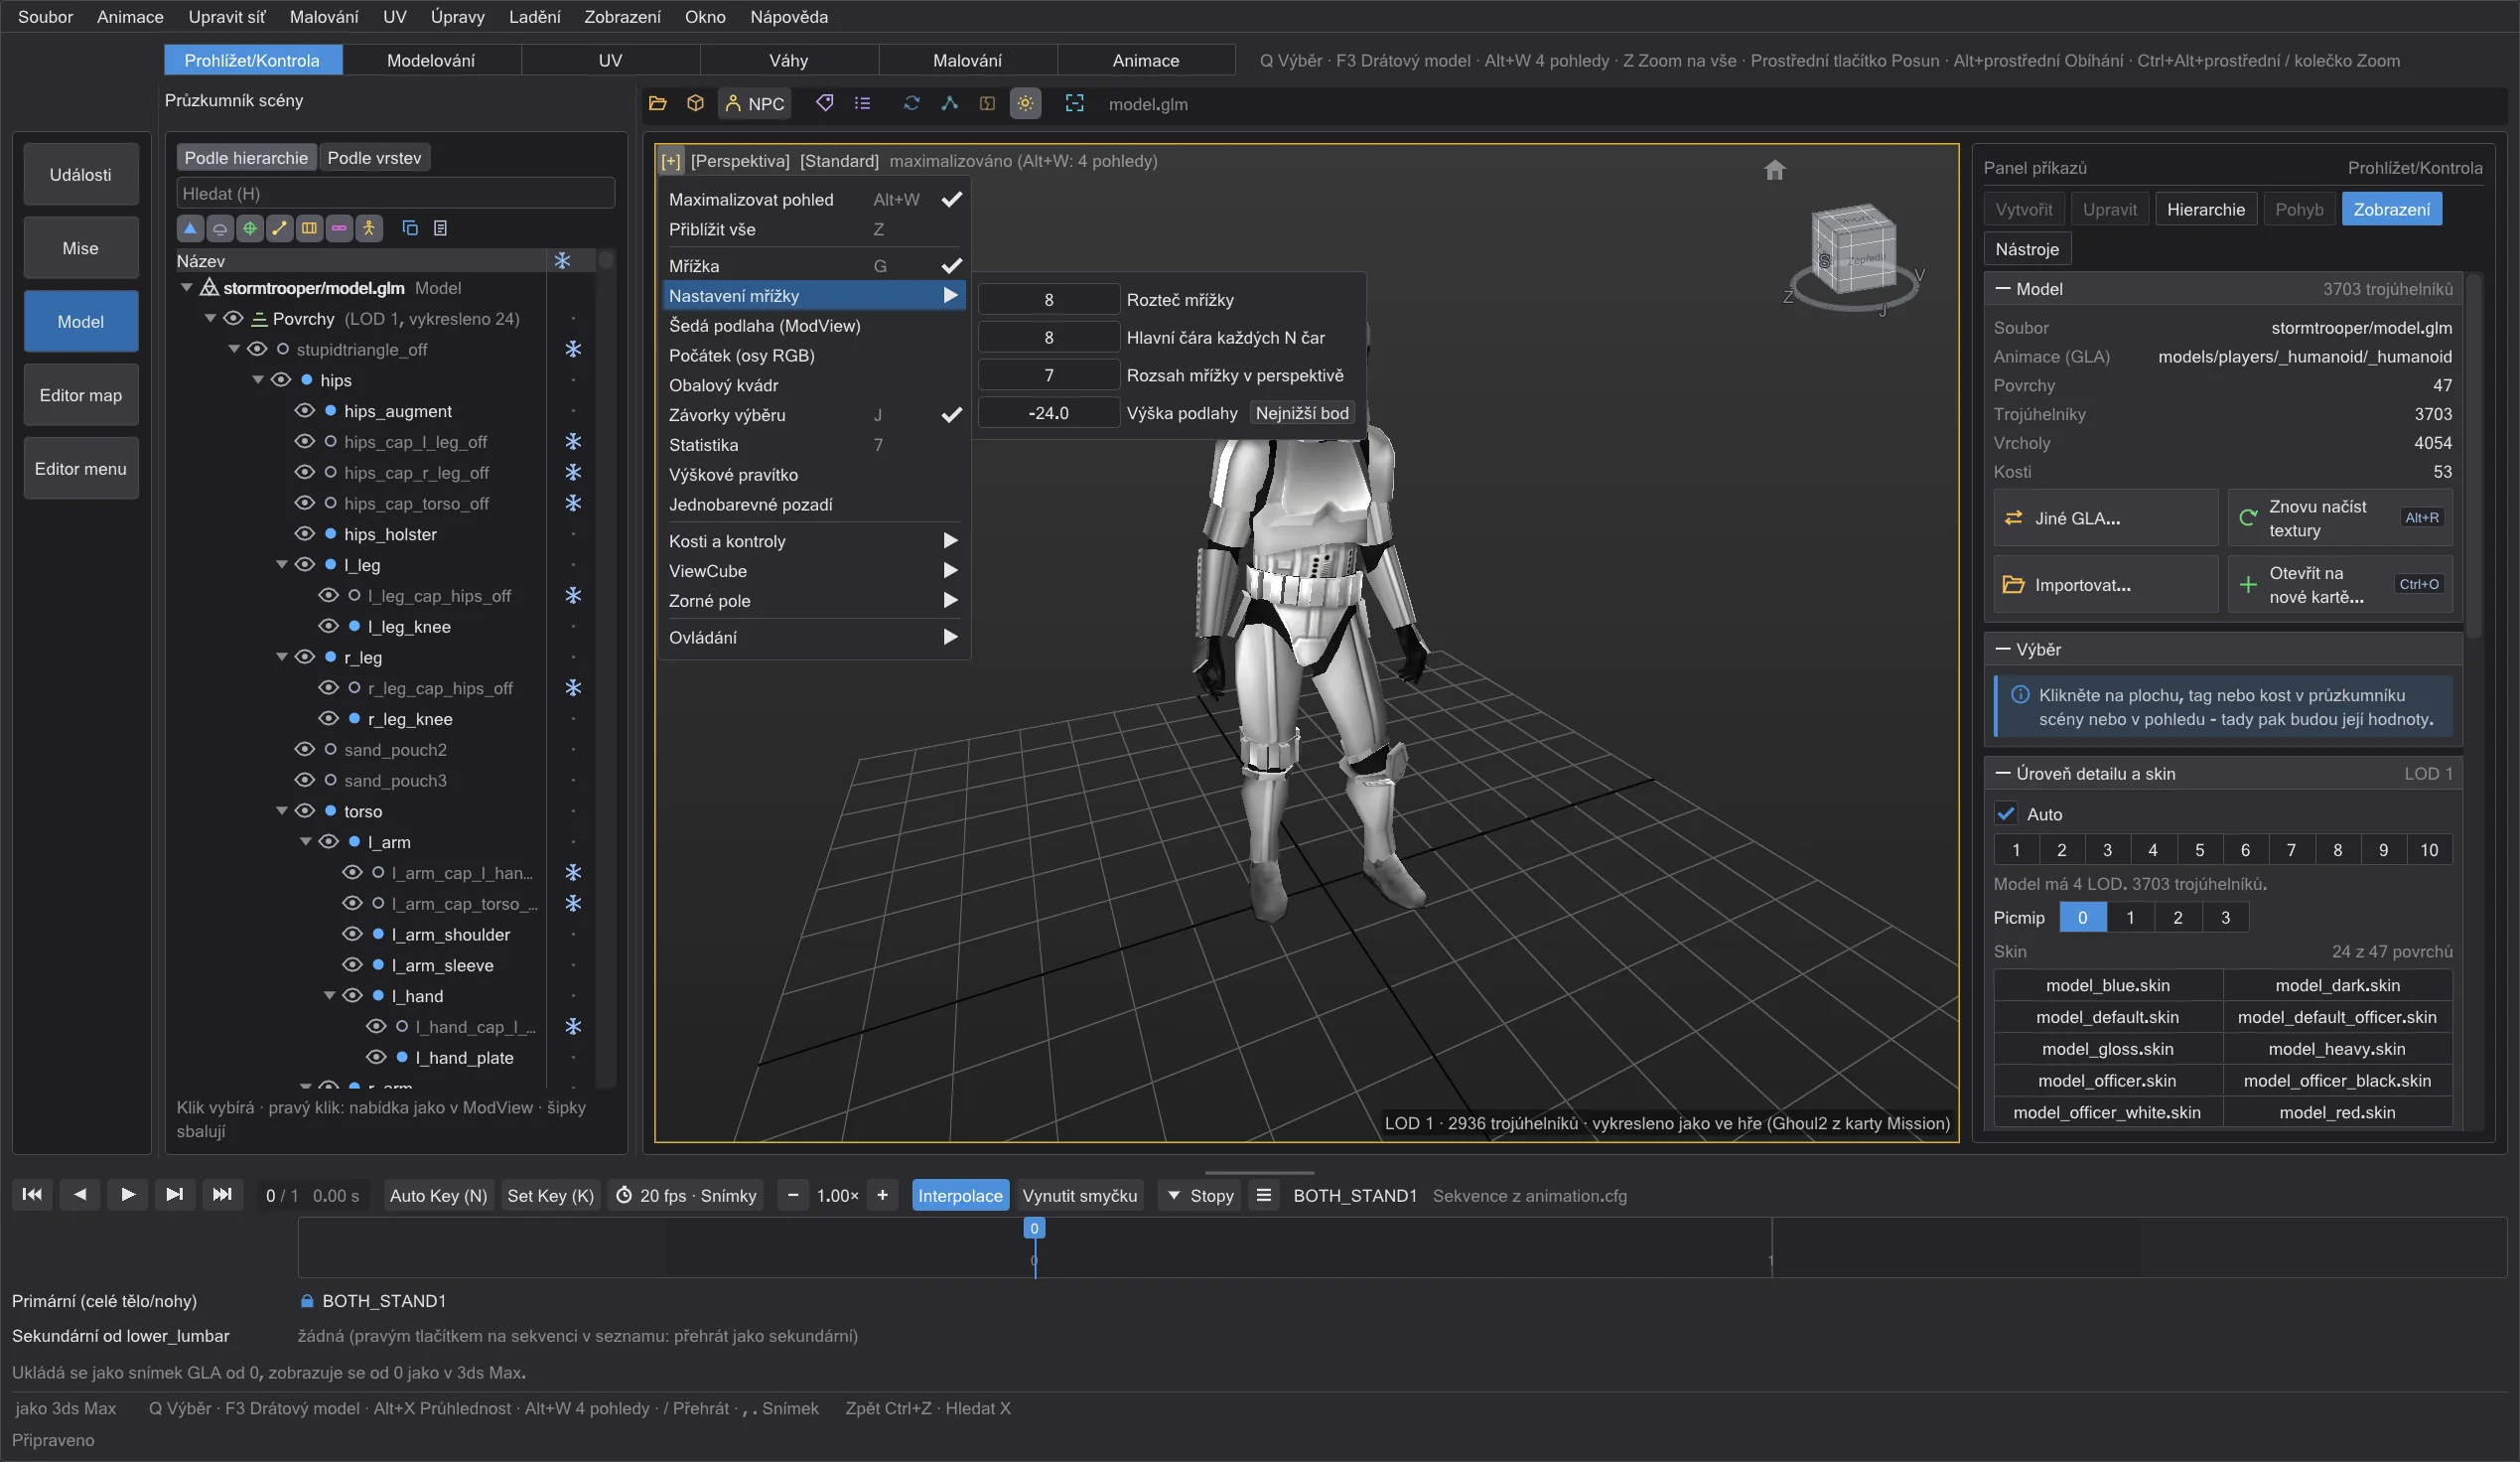 Soubor Animace Upravit síť Malování UV Úpravy Ladění Zobrazení Okno Nápověda
Prohlížet/Kontrola Modelování UV Váhy Malování Animace Q Výběr · F3 Drátový model · Alt+W 4 pohledy · Z Zoom na vše · Prostřední tlačítko Posun · Alt+prostřední Obíhání · Ctrl+Alt+prostřední / kolečko Zoom
Průzkumník scény
NPC model.glm
Události
Mise
Model
Editor map
Editor menu
Podle hierarchie Podle vrstev
Hledat (H)
Název
stormtrooper/model.glm Model
Povrchy (LOD 1, vykresleno 24)
stupidtriangle_off
hips
hips_augment
hips_cap_l_leg_off
hips_cap_r_leg_off
hips_cap_torso_off
hips_holster
l_leg
l_leg_cap_hips_off
l_leg_knee
r_leg
r_leg_cap_hips_off
r_leg_knee
sand_pouch2
sand_pouch3
torso
l_arm
l_arm_cap_l_han...
l_arm_cap_torso_...
l_arm_shoulder
l_arm_sleeve
l_hand
l_hand_cap_l_...
l_hand_plate
r_arm
Klik vybírá · pravý klik: nabídka jako v ModView · šipky
sbalují
[+] [Perspektiva] [Standard] maximalizováno (Alt+W: 4 pohledy)
Maximalizovat pohled Alt+W
Přiblížit vše Z
Mřížka G
Nastavení mřížky
Šedá podlaha (ModView)
Počátek (osy RGB)
Obalový kvádr
Závorky výběru J
Statistika 7
Výškové pravítko
Jednobarevné pozadí
Kosti a kontroly
ViewCube
Zorné pole
Ovládání
8 Rozteč mřížky
8 Hlavní čára každých N čar
7 Rozsah mřížky v perspektivě
-24.0 Výška podlahy Nejnižší bod
Zepředu
S
Z
V
J
LOD 1 · 2936 trojúhelníků · vykresleno jako ve hře (Ghoul2 z karty Mission)
Panel příkazů Prohlížet/Kontrola
Vytvořit Upravit Hierarchie Pohyb Zobrazení
Nástroje
Model 3703 trojúhelníků
Soubor stormtrooper/model.glm
Animace (GLA) models/players/_humanoid/_humanoid
Povrchy 47
Trojúhelníky 3703
Vrcholy 4054
Kosti 53
Jiné GLA...
Znovu načíst
textury
Alt+R
Importovat...
Otevřít na
nové kartě...
Ctrl+O
Výběr
Klikněte na plochu, tag nebo kost v průzkumníku
scény nebo v pohledu - tady pak budou její hodnoty.
Úroveň detailu a skin LOD 1
Auto
1 2 3 4 5 6 7 8 9 10
Model má 4 LOD. 3703 trojúhelníků.
Picmip 0 1 2 3
Skin 24 z 47 povrchů
model_blue.skin model_dark.skin
model_default.skin model_default_officer.skin
model_gloss.skin model_heavy.skin
model_officer.skin model_officer_black.skin
model_officer_white.skin model_red.skin
0 / 1 0.00 s Auto Key (N) Set Key (K) 20 fps · Snímky − 1.00× + Interpolace Vynutit smyčku Stopy BOTH_STAND1 Sekvence z animation.cfg
0
0 1
Primární (celé tělo/nohy) BOTH_STAND1
Sekundární od lower_lumbar žádná (pravým tlačítkem na sekvenci v seznamu: přehrát jako sekundární)
Ukládá se jako snímek GLA od 0, zobrazuje se od 0 jako v 3ds Max.
jako 3ds Max Q Výběr · F3 Drátový model · Alt+X Průhlednost · Alt+W 4 pohledy · / Přehrát · , . Snímek Zpět Ctrl+Z · Hledat X
Připraveno